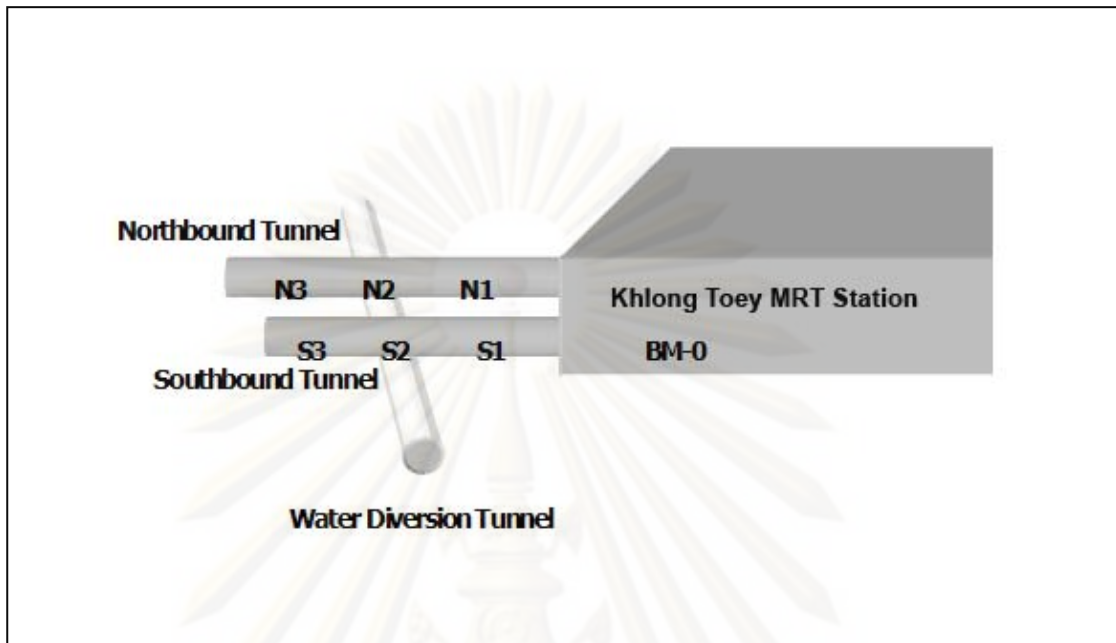 Northbound Tunnel
N3 N2 N1
Khlong Toey MRT Station
S3 S2 S1 BM-0
Southbound Tunnel
Water Diversion Tunnel